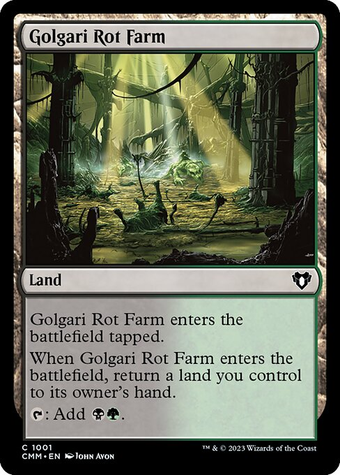 Golgari Rot Farm
Land
Golgari Rot Farm enters the
battlefield tapped.
When Golgari Rot Farm enters the
battlefield, return a land you control
to its owner's hand.
: Add .
C 1001
CMM • EN JOHN AVON
™ & © 2023 Wizards of the Coast